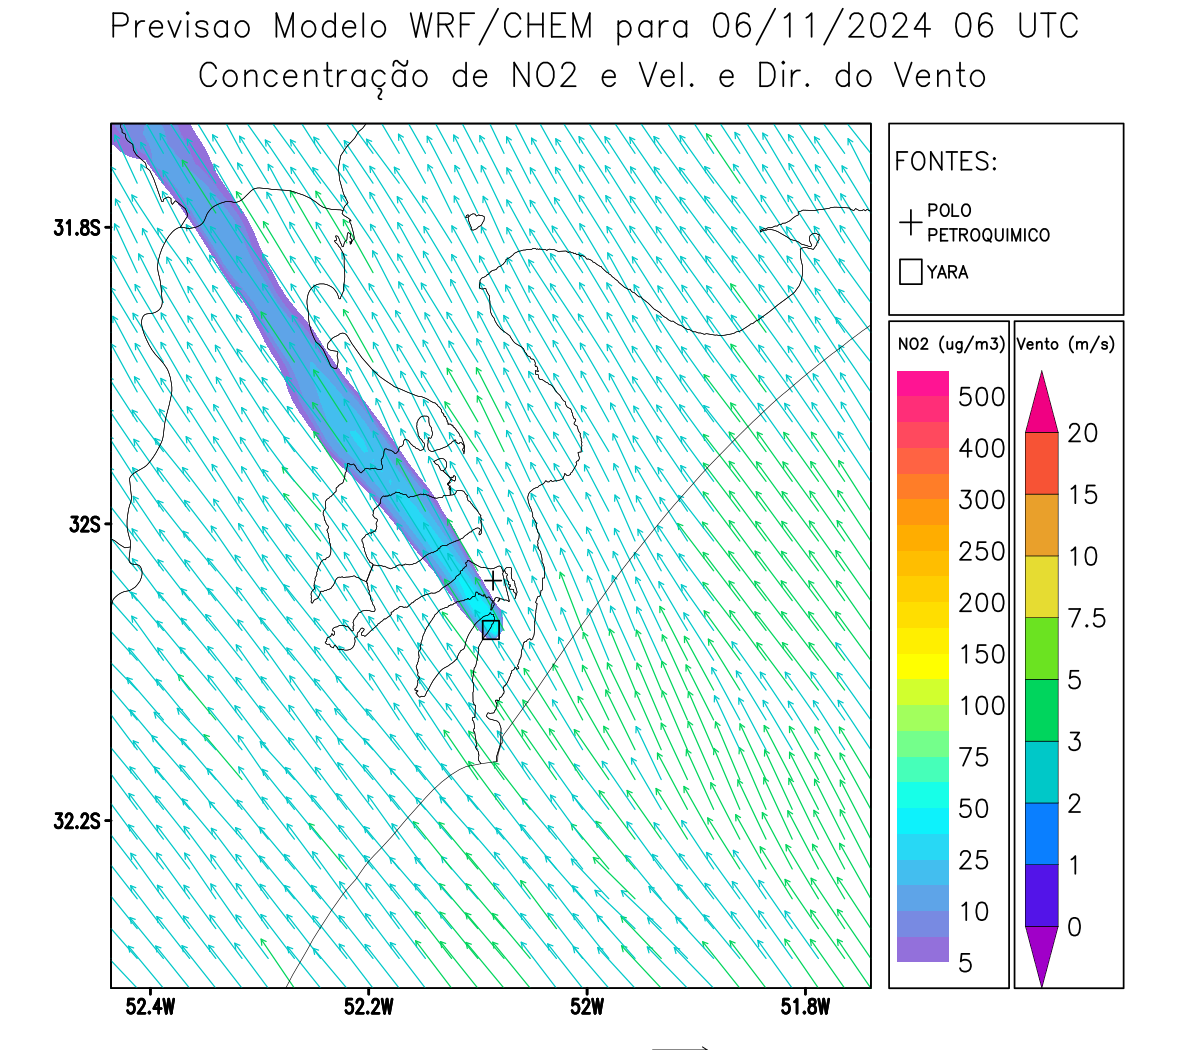 Previsao Modelo WRF/CHEM para 06/11/2024 06 UTC
Concentração de NO2 e Vel. e Dir. do Vento
31.8S
32S
32.2S
52.4W
52.2W
52W
51.8W
FONTES:
POLO
PETROQUIMICO
YARA
NO2 (ug/m3)
500
400
300
250
200
150
100
75
50
25
10
5
Vento (m/s)
20
15
10
7.5
5
3
2
1
0